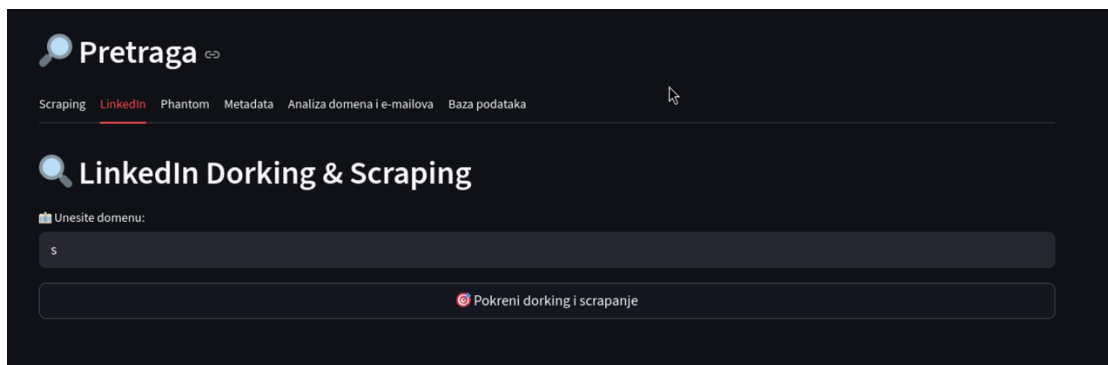 🔎 Pretraga
Scraping LinkedIn Phantom Metadata Analiza domena i e-mailova Baza podataka
🔍 LinkedIn Dorking & Scraping
Unesite domenu:
s
🎯 Pokreni dorking i scrapanje